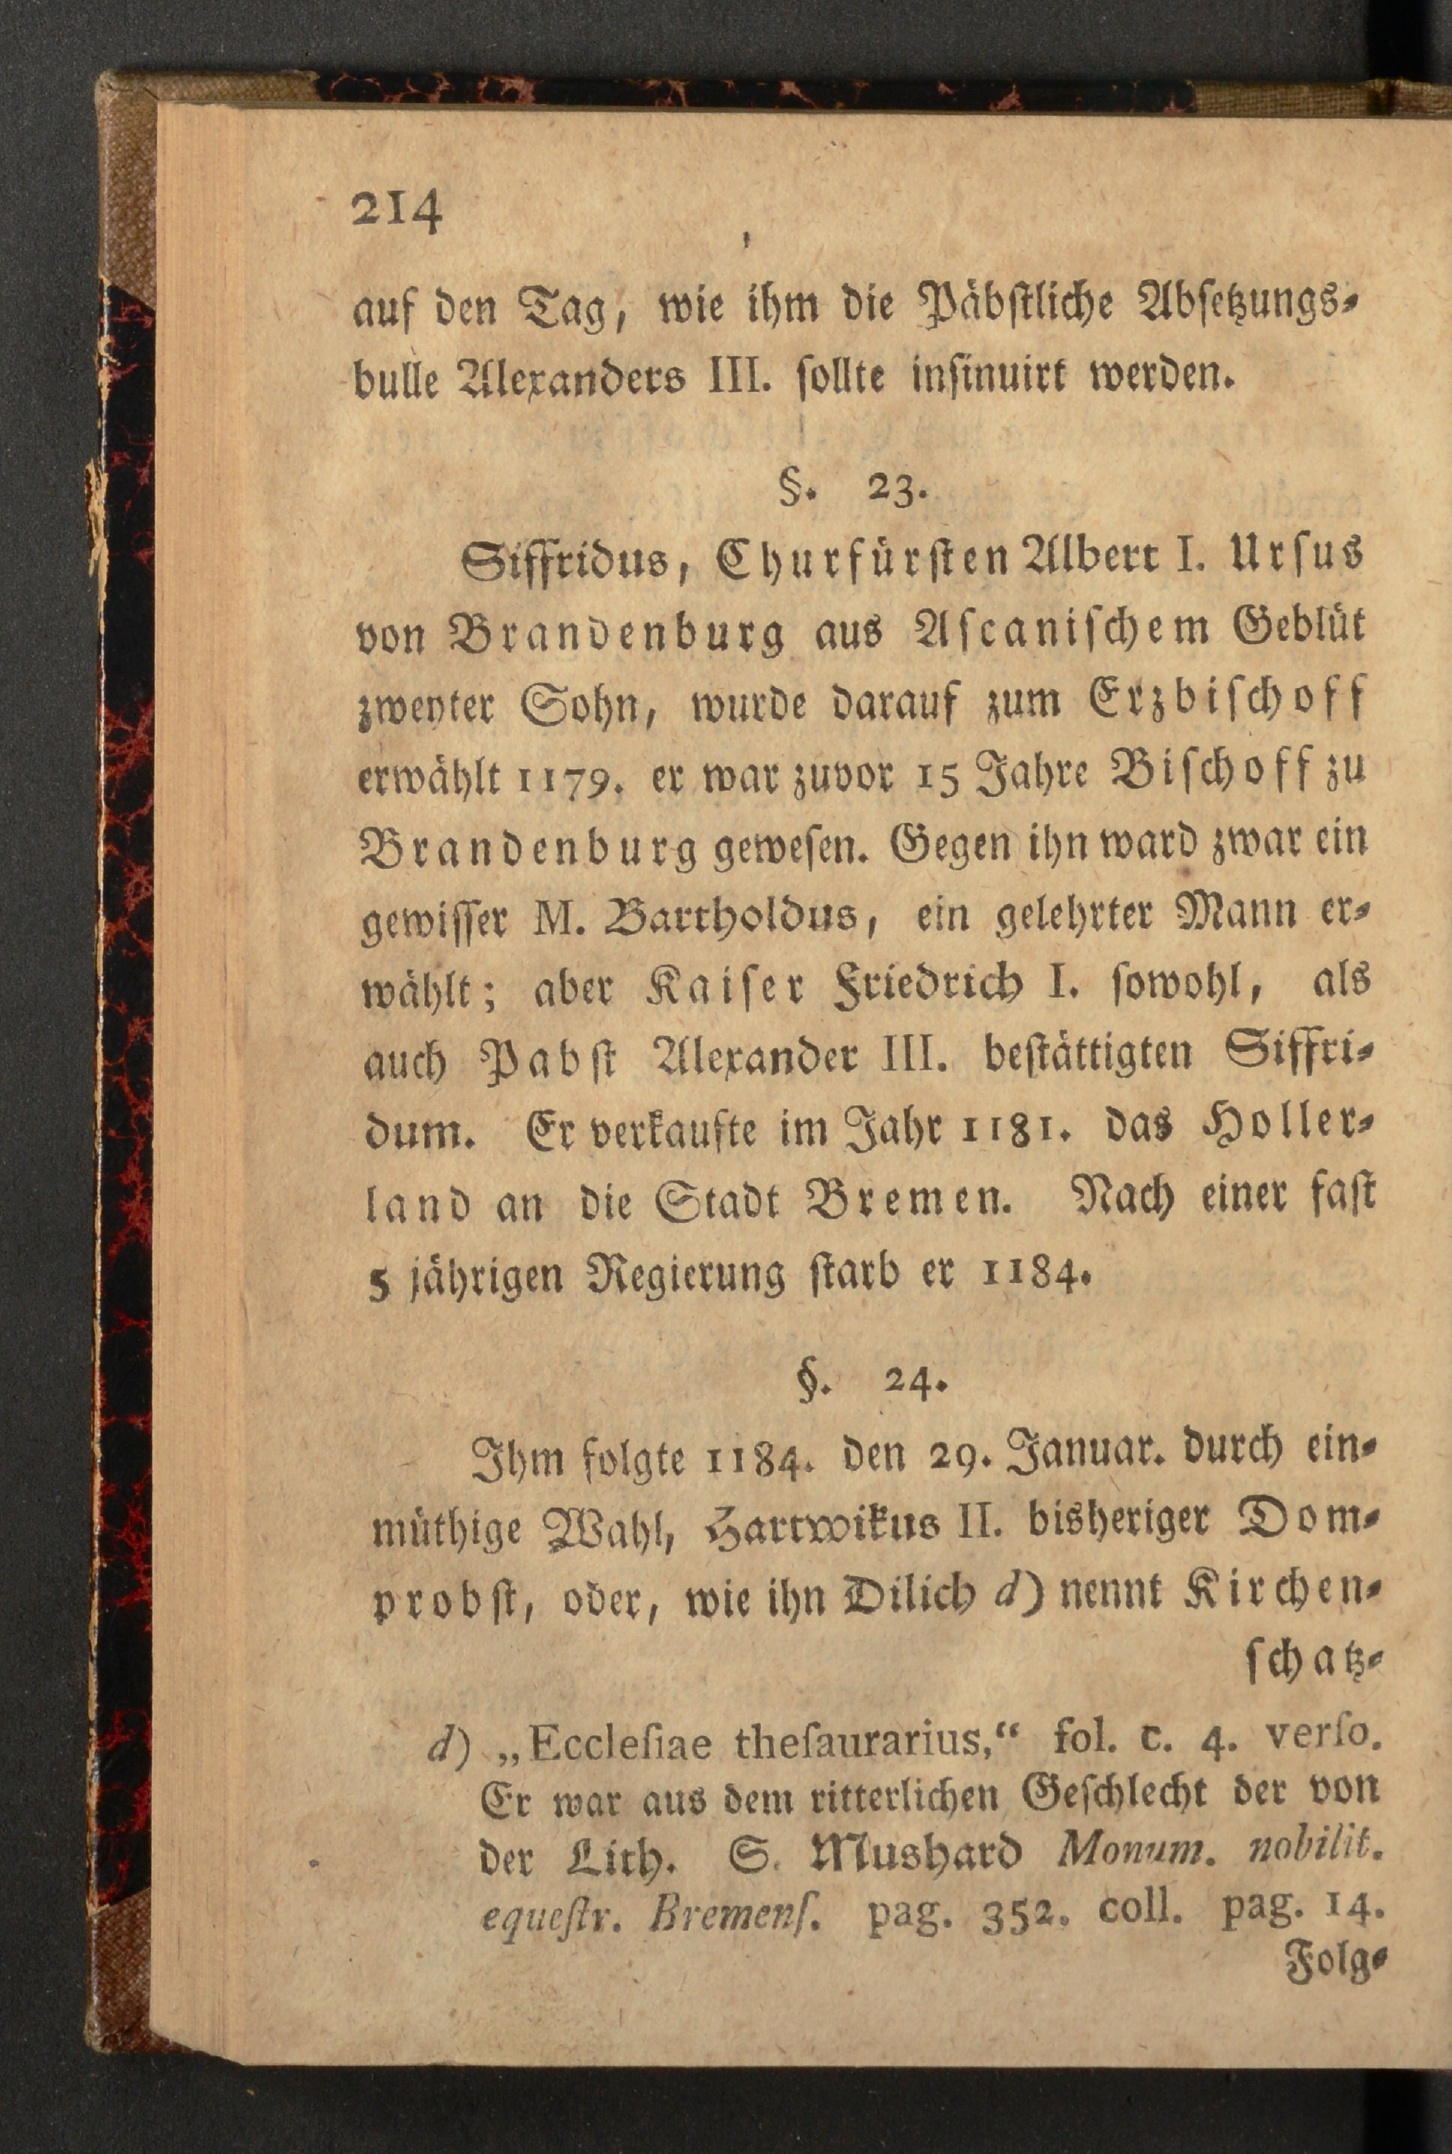 214
auf den Tag, wie ihm die Päbstliche Absetzungs-
bulle Alexanders III. sollte insinuirt werden.
§. 23.
Siffridus, Churfürsten Albert I. Ursus
von Brandenburg aus Ascanischem Geblüt
zweyter Sohn, wurde darauf zum Erzbischoff
erwählt 1179. er war zuvor 15 Jahre Bischoff zu
Brandenburg gewesen. Gegen ihn ward zwar ein
gewisser M. Bartholdus, ein gelehrter Mann er-
wählt; aber Kaiser Friedrich I. sowohl, als
auch Pabst Alexander III. bestättigten Siffri-
dum. Er verkaufte im Jahr 1181. das Holler-
land an die Stadt Bremen. Nach einer fast
5 jährigen Regierung starb er 1184.
§. 24.
Ihm folgte 1184. den 29. Januar. durch ein-
müthige Wahl, Hartwikus II. bisheriger Dom-
probst, oder, wie ihn Dilich d) nennt Kirchen-
schatz-
d) „Ecclesiae thesaurarius,“ fol. c. 4. verso.
Er war aus dem ritterlichen Geschlecht der von
der Lith. S. Mushard Monum. nobilit.
equestr. Bremens. pag. 352. coll. pag. 14.
Folg-